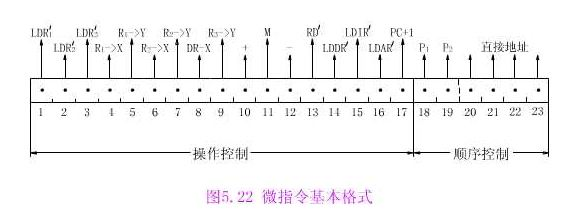 LDR₁′ LDR₃′ R₁->Y R₂->Y R₃->Y M RD′ LDIR′ PC+1
LDR₂′ R₁->X R₂->X DR-X + - LDDR′ LDAR′ P₁ P₂ 直接地址
1 2 3 4 5 6 7 8 9 10 11 12 13 14 15 16 17 18 19 20 21 22 23
操作控制 顺序控制
图5.22 微指令基本格式